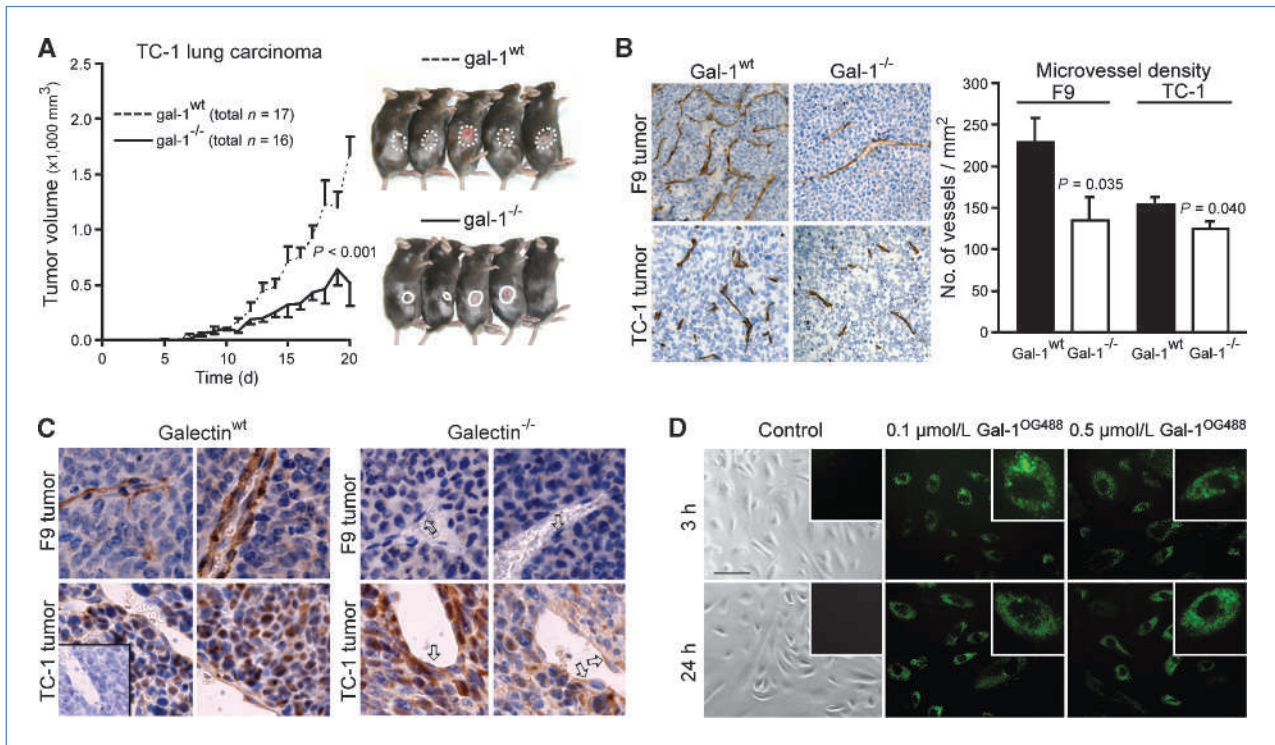 A
TC-1 lung carcinoma
Tumor volume (x1,000 mm³)
2.5
2.0
1.5
1.0
0.5
0.0
gal-1wt (total n = 17)
gal-1-/- (total n = 16)
P < 0.001
0 5 10 15 20
Time (d)
gal-1wt
gal-1-/-
B
Gal-1wt Gal-1-/-
F9 tumor
TC-1 tumor
Microvessel density
F9 TC-1
No. of vessels / mm²
300
250
200
150
100
50
0
P = 0.035
P = 0.040
Gal-1wt Gal-1-/- Gal-1wt Gal-1-/-
C
Galectinwt Galectin-/-
F9 tumor F9 tumor
TC-1 tumor TC-1 tumor
D
Control 0.1 µmol/L Gal-1OG488 0.5 µmol/L Gal-1OG488
3 h
24 h